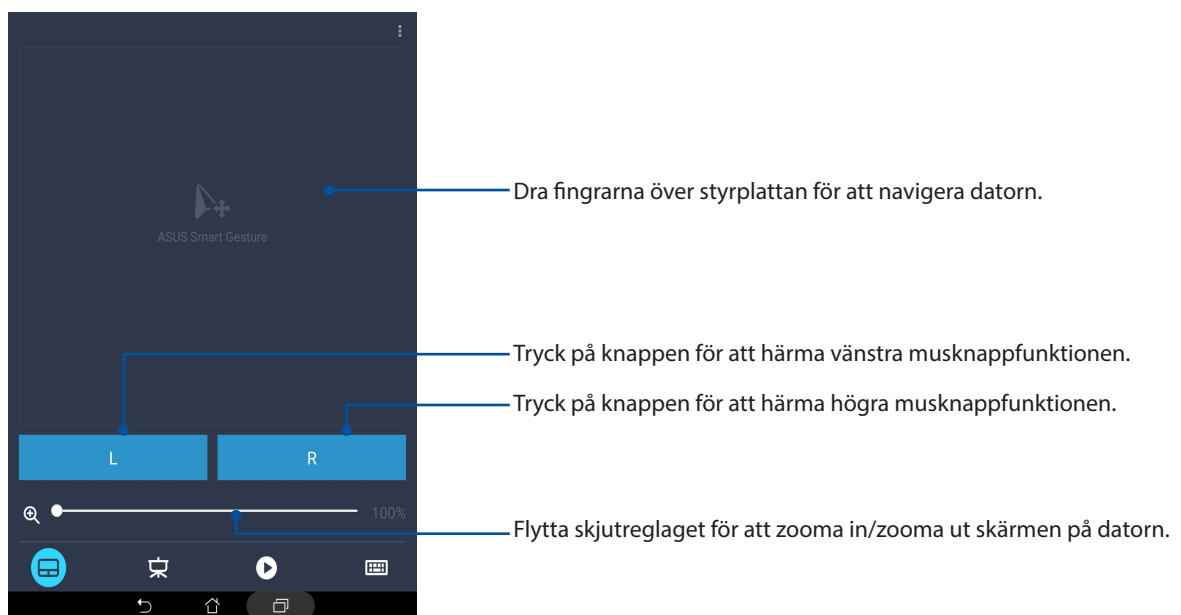 Dra fingrarna över styrplattan för att navigera datorn.
ASUS Smart Gesture
Tryck på knappen för att härma vänstra musknappfunktionen.
Tryck på knappen för att härma högra musknappfunktionen.
L
R
100%
Flytta skjutreglaget för att zooma in/zooma ut skärmen på datorn.